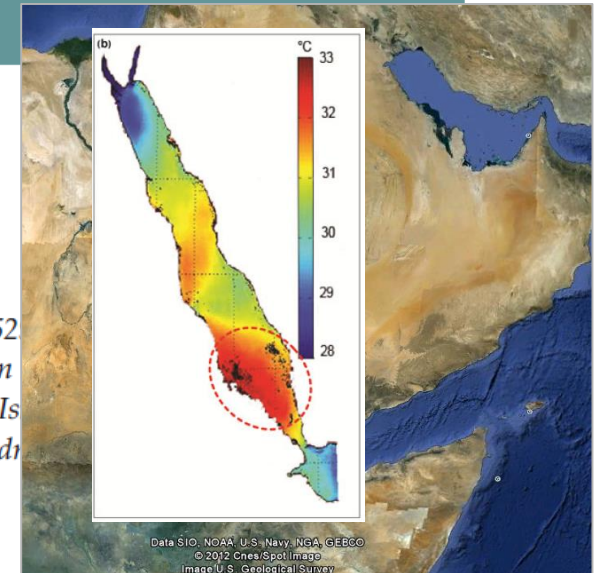 (b)
°C
33
32
31
30
29
28
Data SIO, NOAA, U.S. Navy, NGA, GEBCO
© 2012 Cnes/Spot Image
Image U.S. Geological Survey